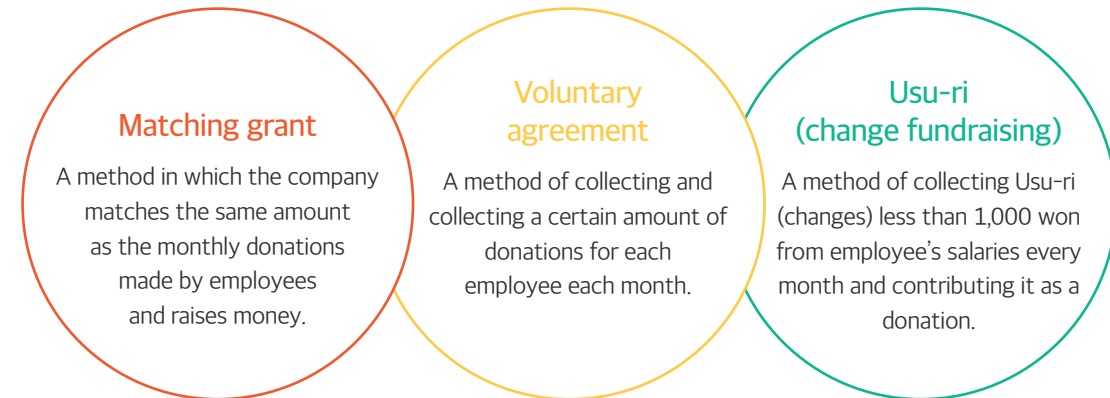 Matching grant
A method in which the company
matches the same amount
as the monthly donations
made by employees
and raises money.
Voluntary
agreement
A method of collecting and
collecting a certain amount of
donations for each
employee each month.
Usu-ri
(change fundraising)
A method of collecting Usu-ri
(changes) less than 1,000 won
from employee's salaries every
month and contributing it as a
donation.